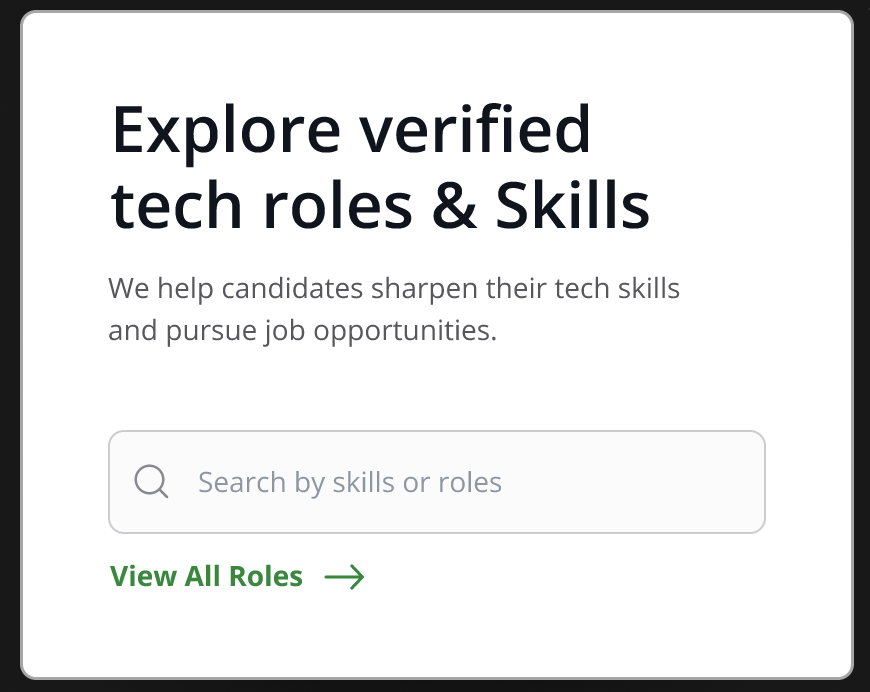 Explore verified
tech roles & Skills
We help candidates sharpen their tech skills
and pursue job opportunities.
Search by skills or roles
View All Roles